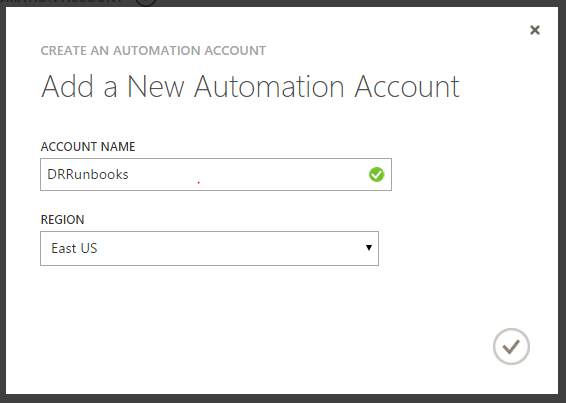 CREATE AN AUTOMATION ACCOUNT
Add a New Automation Account
ACCOUNT NAME
DRRunbooks
REGION
East US